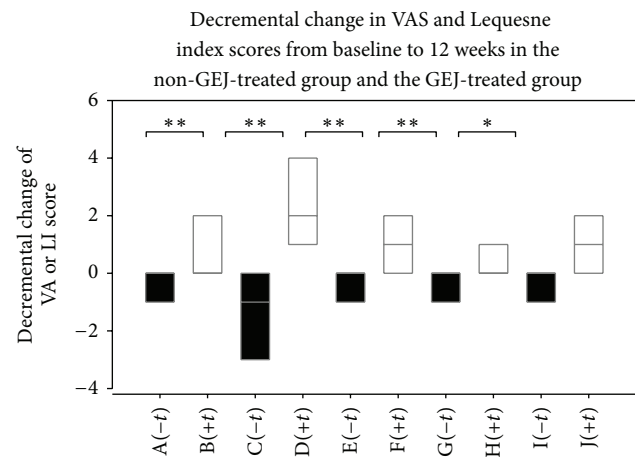 Decremental change in VAS and Lequesne
index scores from baseline to 12 weeks in the
non-GEJ-treated group and the GEJ-treated group
Decremental change of
VA or LI score
6
4
2
0
−2
−4
** ** ** ** *
A(−t) B(+t) C(−t) D(+t) E(−t) F(+t) G(−t) H(+t) I(−t) J(+t)